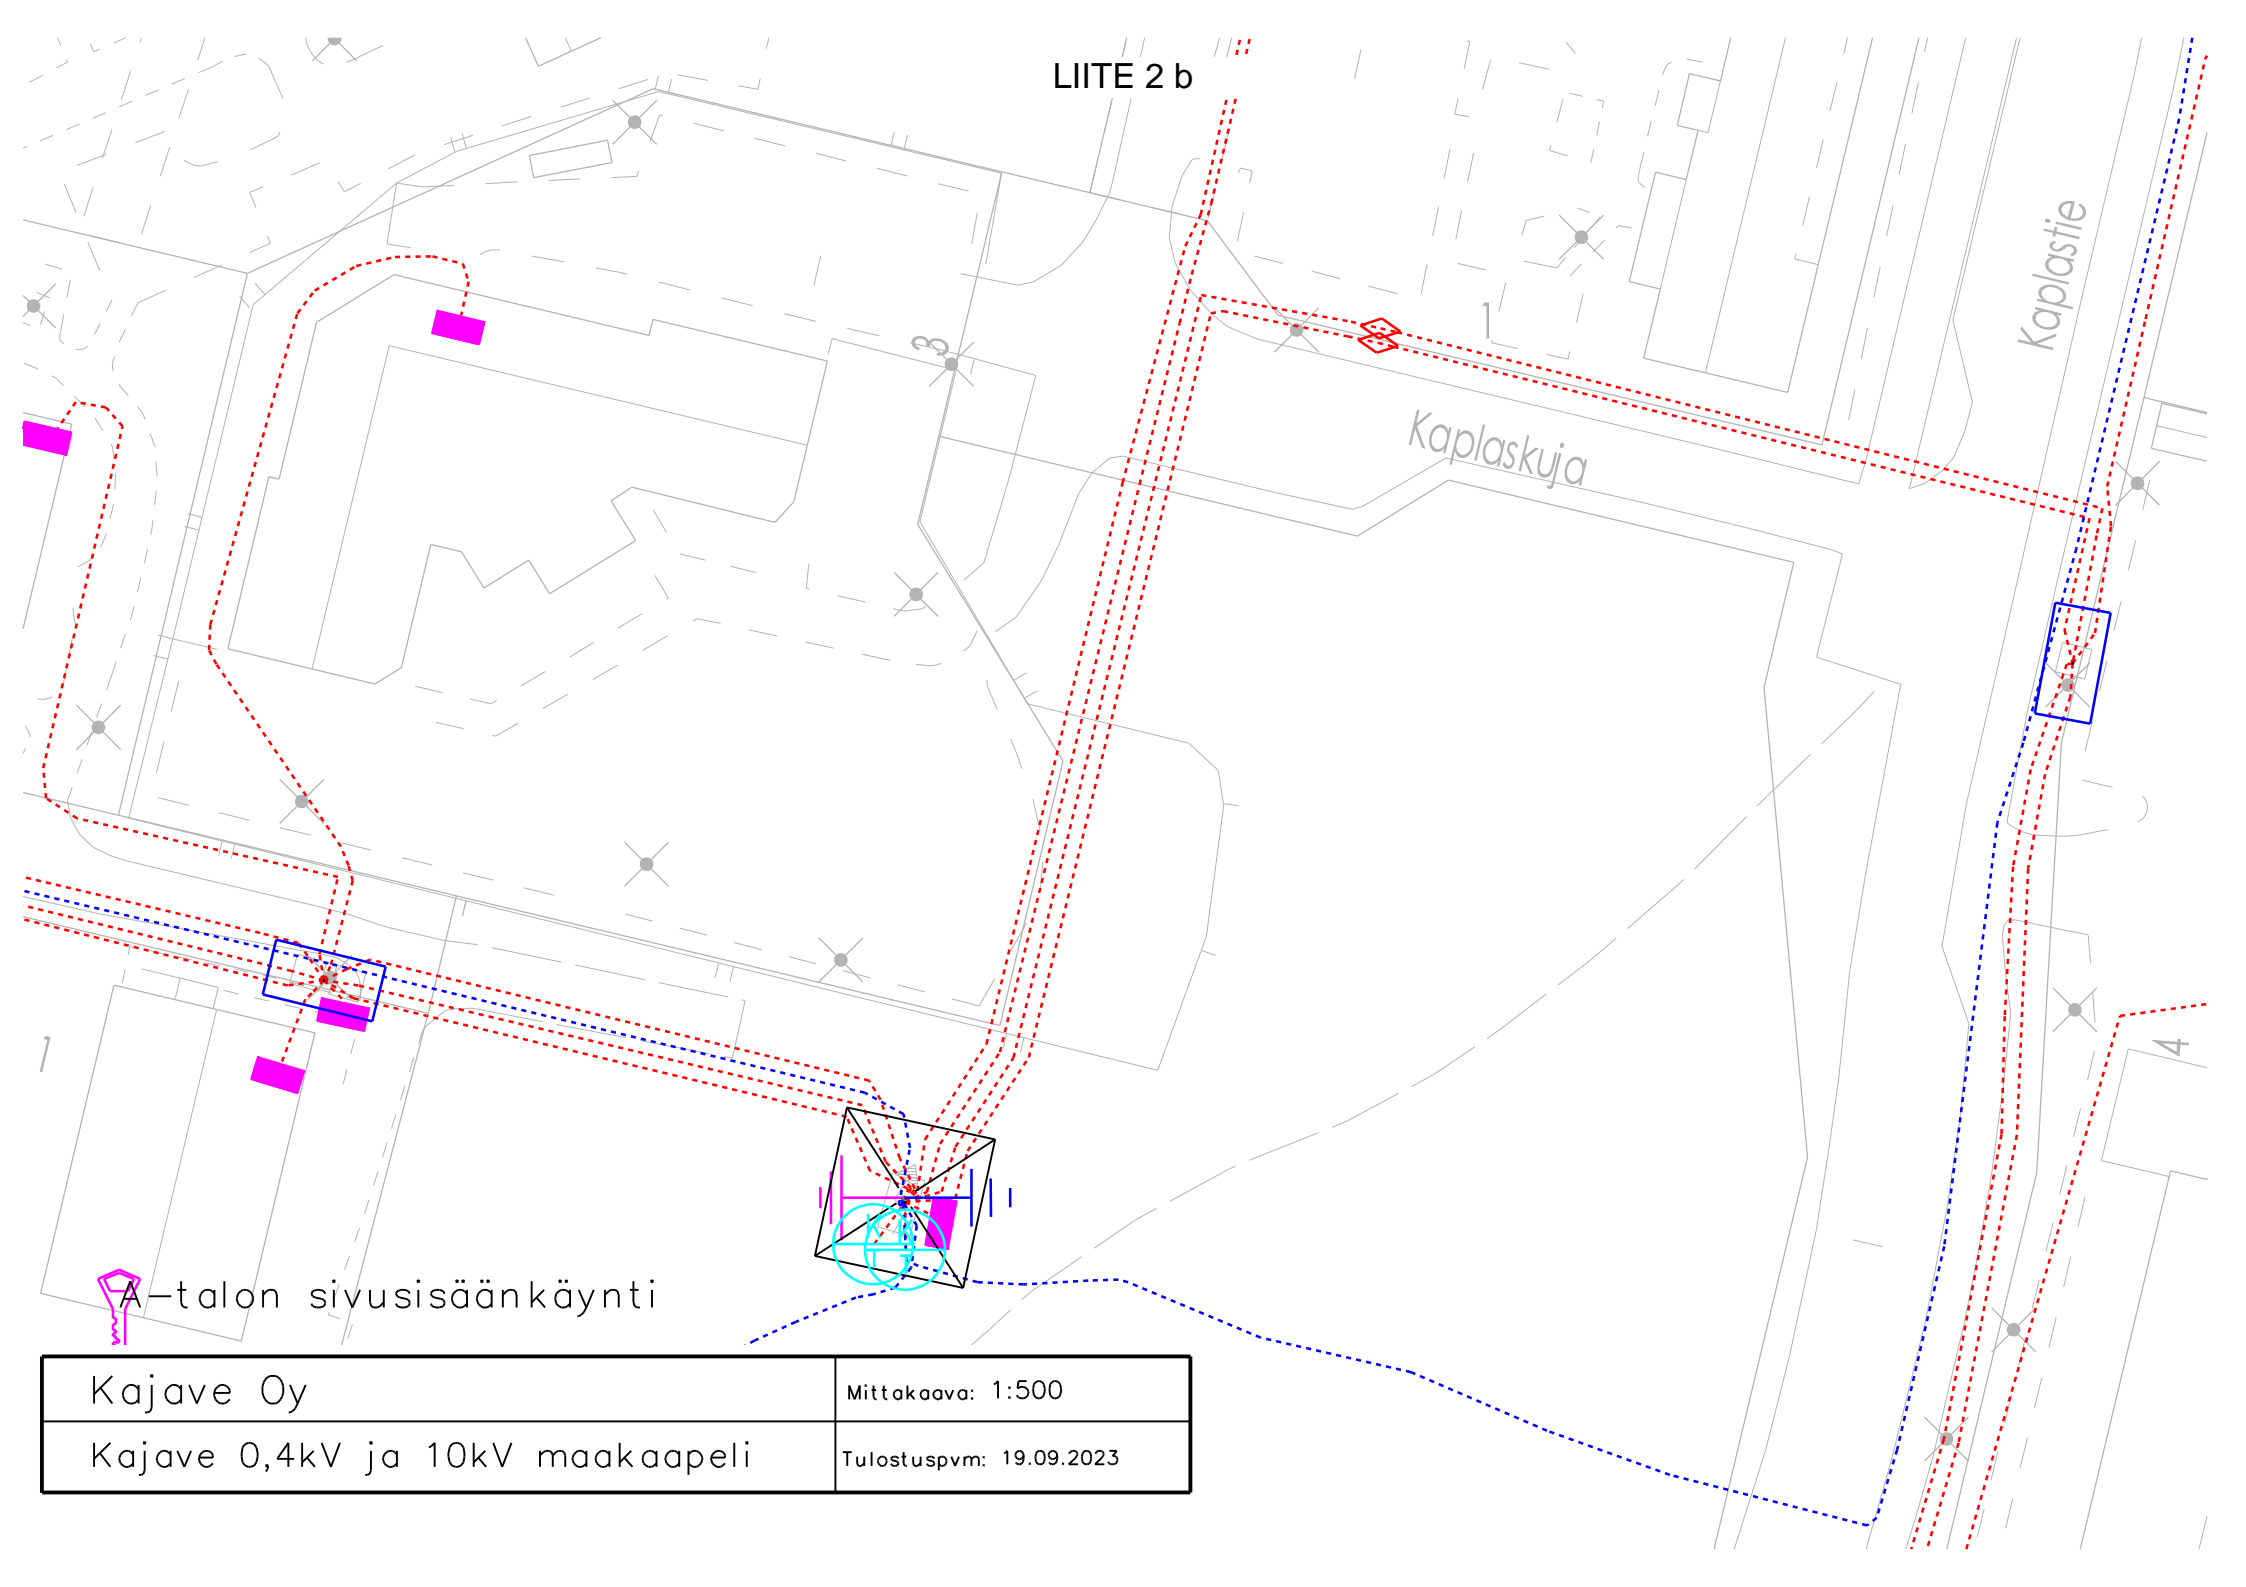 LIITE 2 b
Kaplastie
1
3
Kaplaskuja
1
4
A-talon sivusisäänkäynti
Kajave Oy
Mittakaava: 1:500
Kajave 0,4kV ja 10kV maakaapeli
Tulostuspvm: 19.09.2023